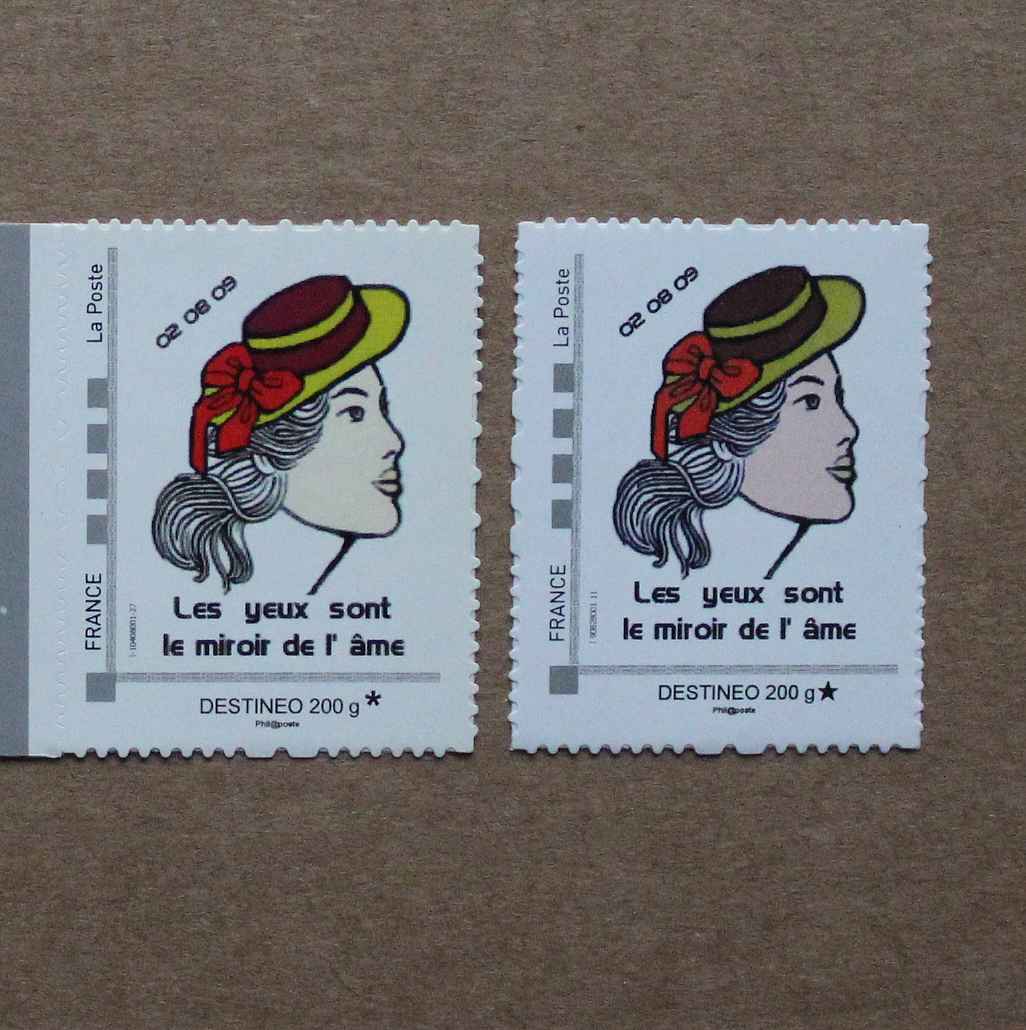 La Poste
02 08 09
FRANCE
Les yeux sont
le miroir de l' âme
DESTINEO 200 g*
Phil@poste
La Poste
02 08 09
FRANCE
Les yeux sont
le miroir de l' âme
DESTINEO 200 g★
Phil@poste